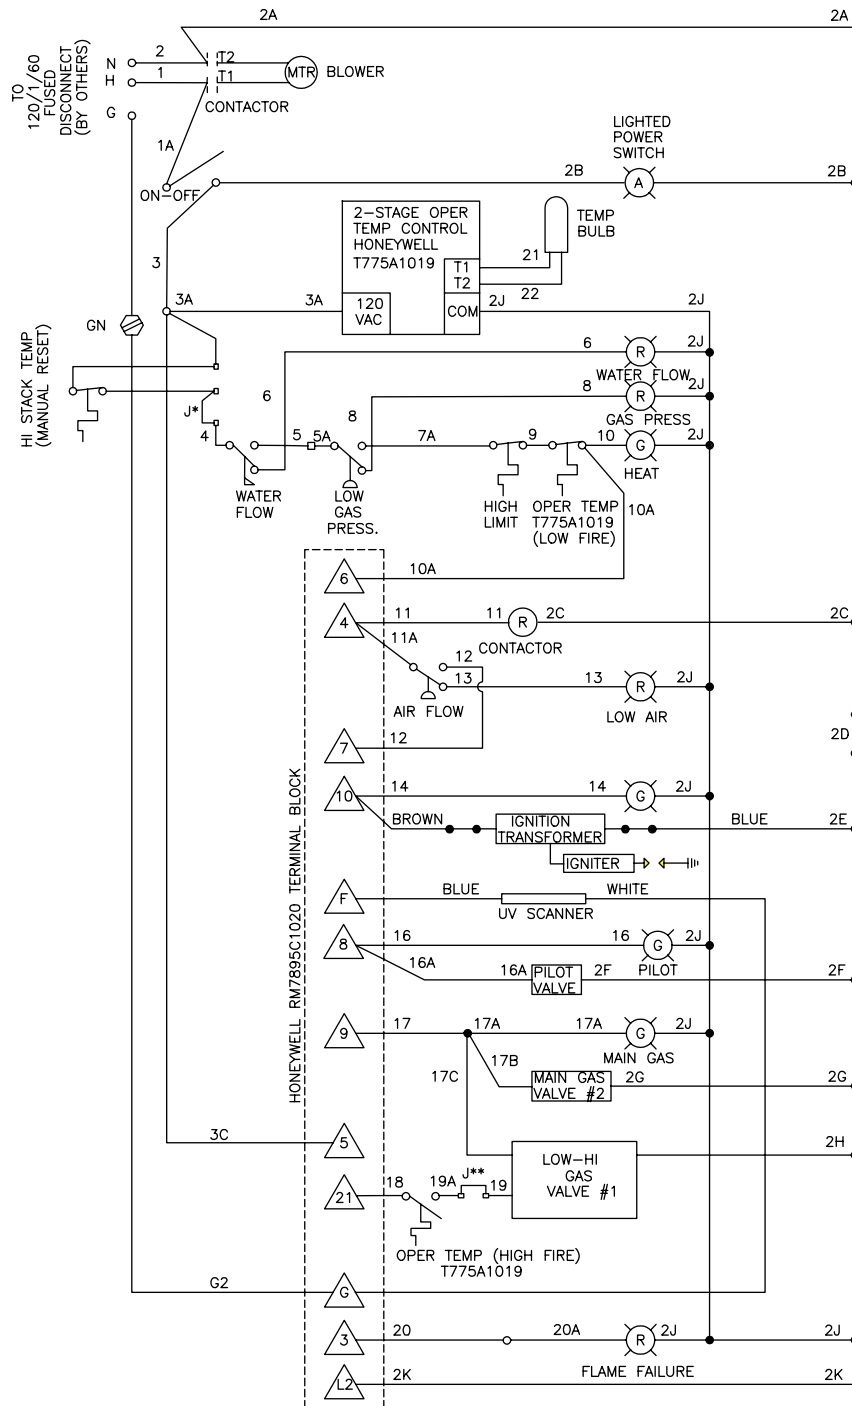 2A 2A
N 2 T2
H 1 T1 MTR BLOWER
CONTACTOR
G
TO
120/1/60
FUSED
DISCONNECT
(BY OTHERS)
1A
LIGHTED
POWER
SWITCH
2B A 2B
ON-OFF
2-STAGE OPER
TEMP CONTROL
HONEYWELL
T775A1019
TEMP
BULB
T1 21
T2 22
3
3A 3A 120
VAC
COM 2J 2J
GN
HI STACK TEMP
(MANUAL RESET)
6 R 2J
WATER FLOW
6 8 R 2J
GAS PRESS
J* 8
4 5 5A 7A 9 10 G 2J
HEAT
WATER
FLOW
LOW
GAS
PRESS.
HIGH
LIMIT
OPER TEMP
T775A1019
(LOW FIRE)
10A
6 10A
4 11 11 R 2C 2C
CONTACTOR
11A
12
13 13 R 2J
AIR FLOW LOW AIR
2D
7 12
HONEYWELL RM7895C1020 TERMINAL BLOCK
10 14 14 G 2J
BROWN IGNITION
TRANSFORMER
BLUE 2E
IGNITER
F BLUE WHITE
UV SCANNER
8 16 16 G 2J
PILOT
16A 16A PILOT
VALVE
2F 2F
9 17 17A 17A G 2J
MAIN GAS
17B
17C MAIN GAS
VALVE #2
2G 2G
3C 5
LOW-HI
GAS
VALVE #1
2H
21 18 19A J** 19
OPER TEMP (HIGH FIRE)
T775A1019
G2 G
3 20 20A R 2J 2J
FLAME FAILURE
L2 2K 2K